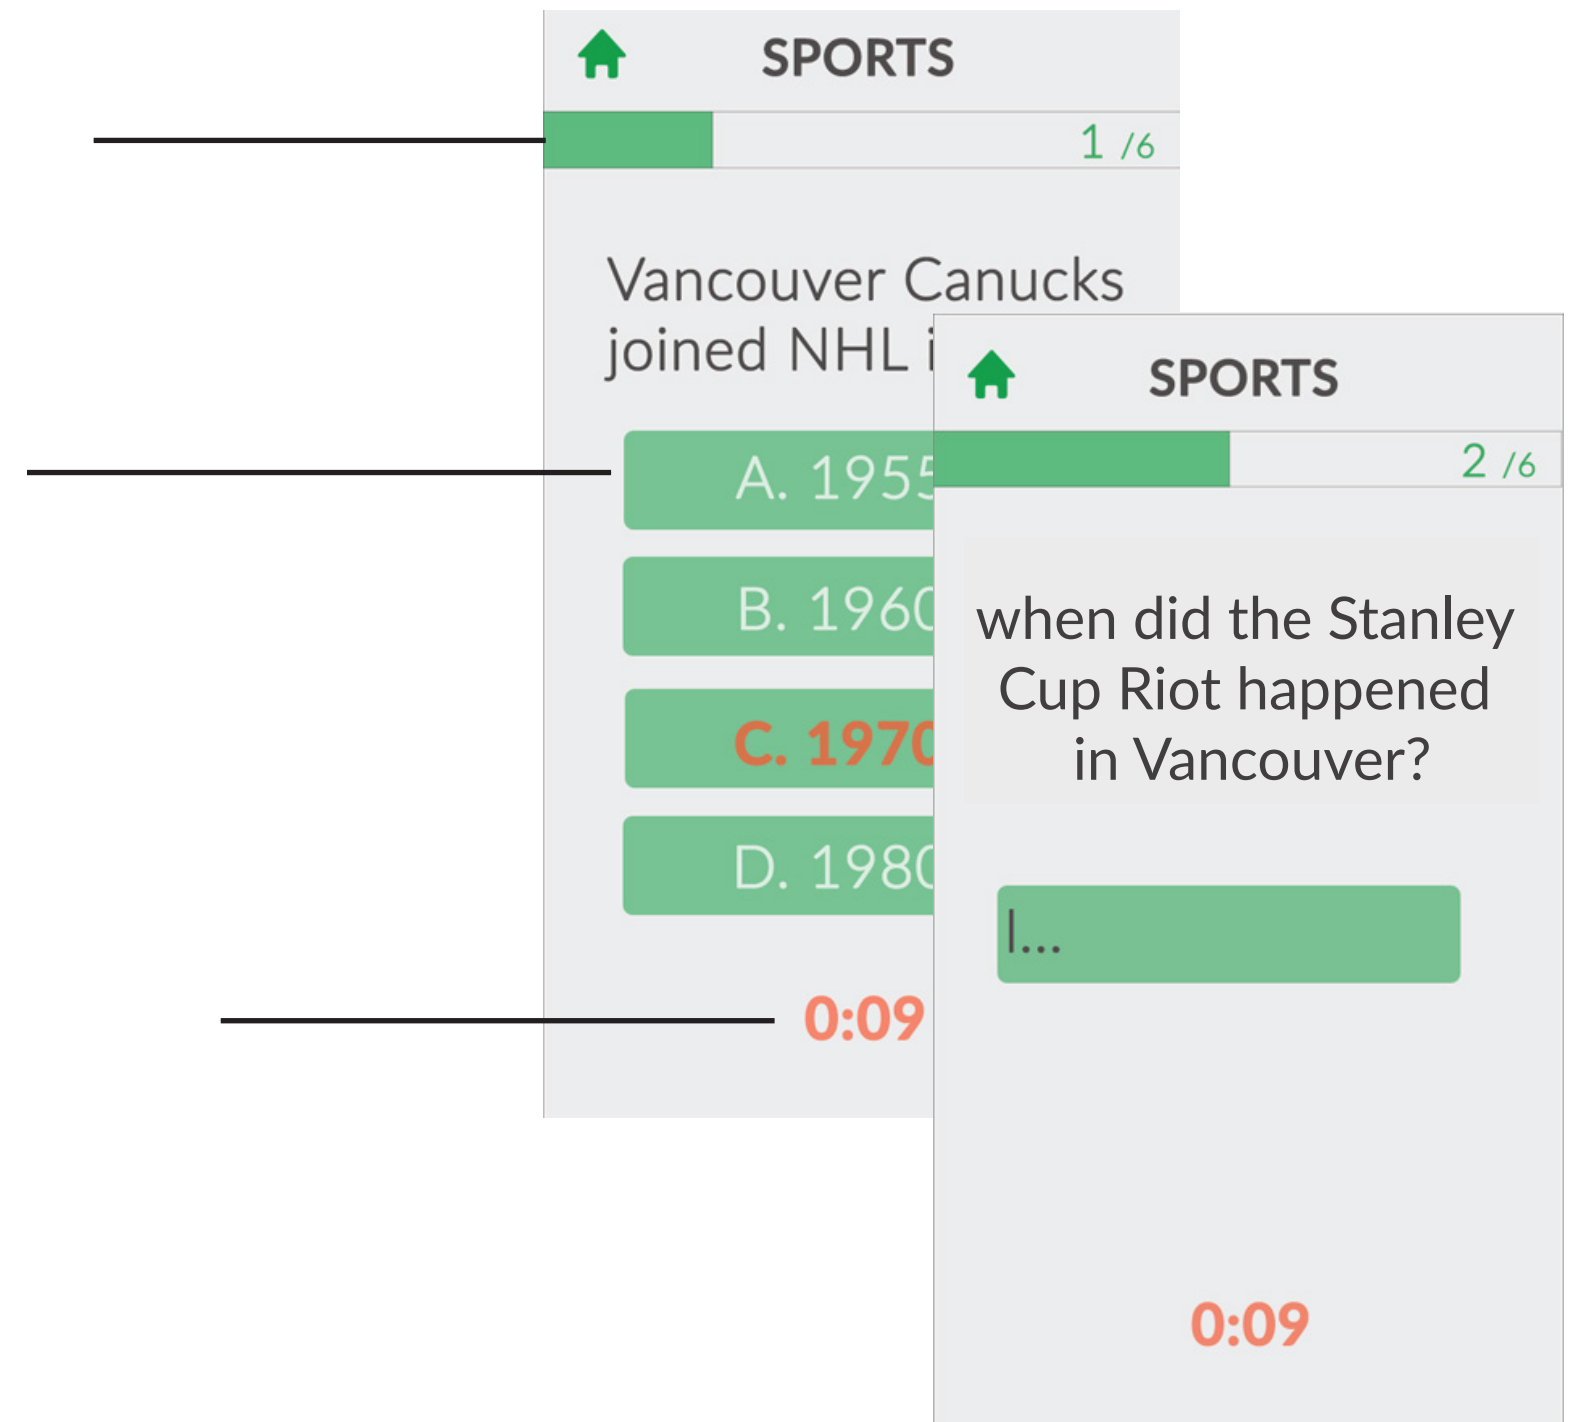 SPORTS
1 /6
Vancouver Canucks
joined NHL i
A. 1955
B. 1960
C. 1970
D. 1980
0:09
SPORTS
2 /6
when did the Stanley
Cup Riot happened
in Vancouver?
I...
0:09